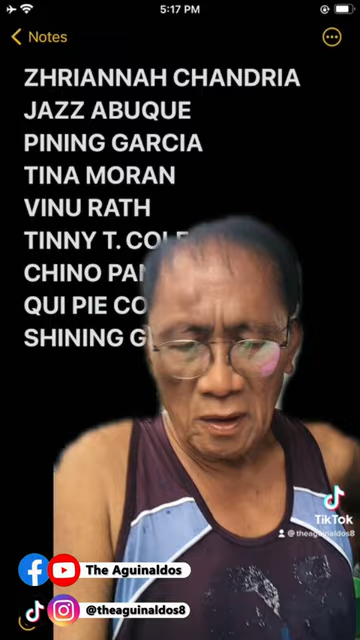 5:17 PM
Notes
ZHRIANNAH CHANDRIA
JAZZ ABUQUE
PINING GARCIA
TINA MORAN
VINU RATH
TINNY T.
CHINO
QUI PIE
SHINING
TikTok
@ theaguinaldos8
The Aguinaldos
@theaguinaldos8